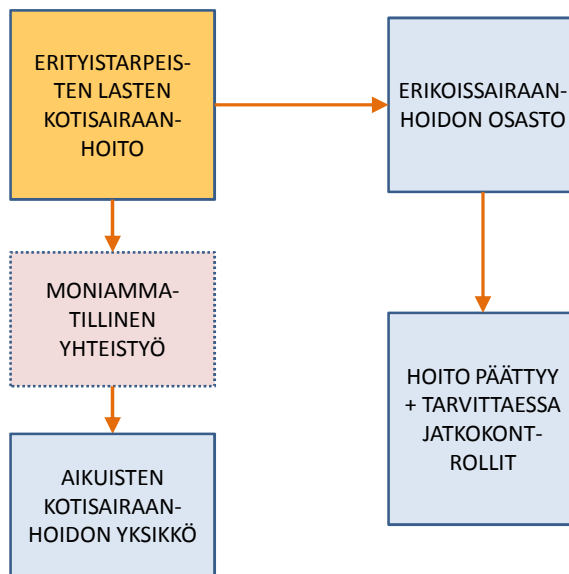 ERITYISTARPEIS-
TEN LASTEN
KOTISAIRAAN-
HOITO
ERIKOISSAIRAAN-
HOIDON OSASTO
MONIAMMA-
TILLINEN
YHTEISTYÖ
HOITO PÄÄTTYY
+ TARVITTAESSA
JATKOKONT-
ROLLIT
AIKUISTEN
KOTISAIRAAN-
HOIDON YKSIKKÖ